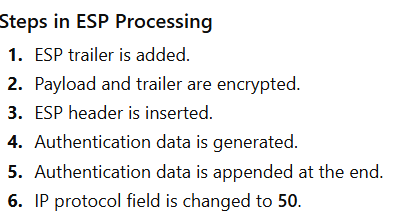 Steps in ESP Processing
1. ESP trailer is added.
2. Payload and trailer are encrypted.
3. ESP header is inserted.
4. Authentication data is generated.
5. Authentication data is appended at the end.
6. IP protocol field is changed to 50.